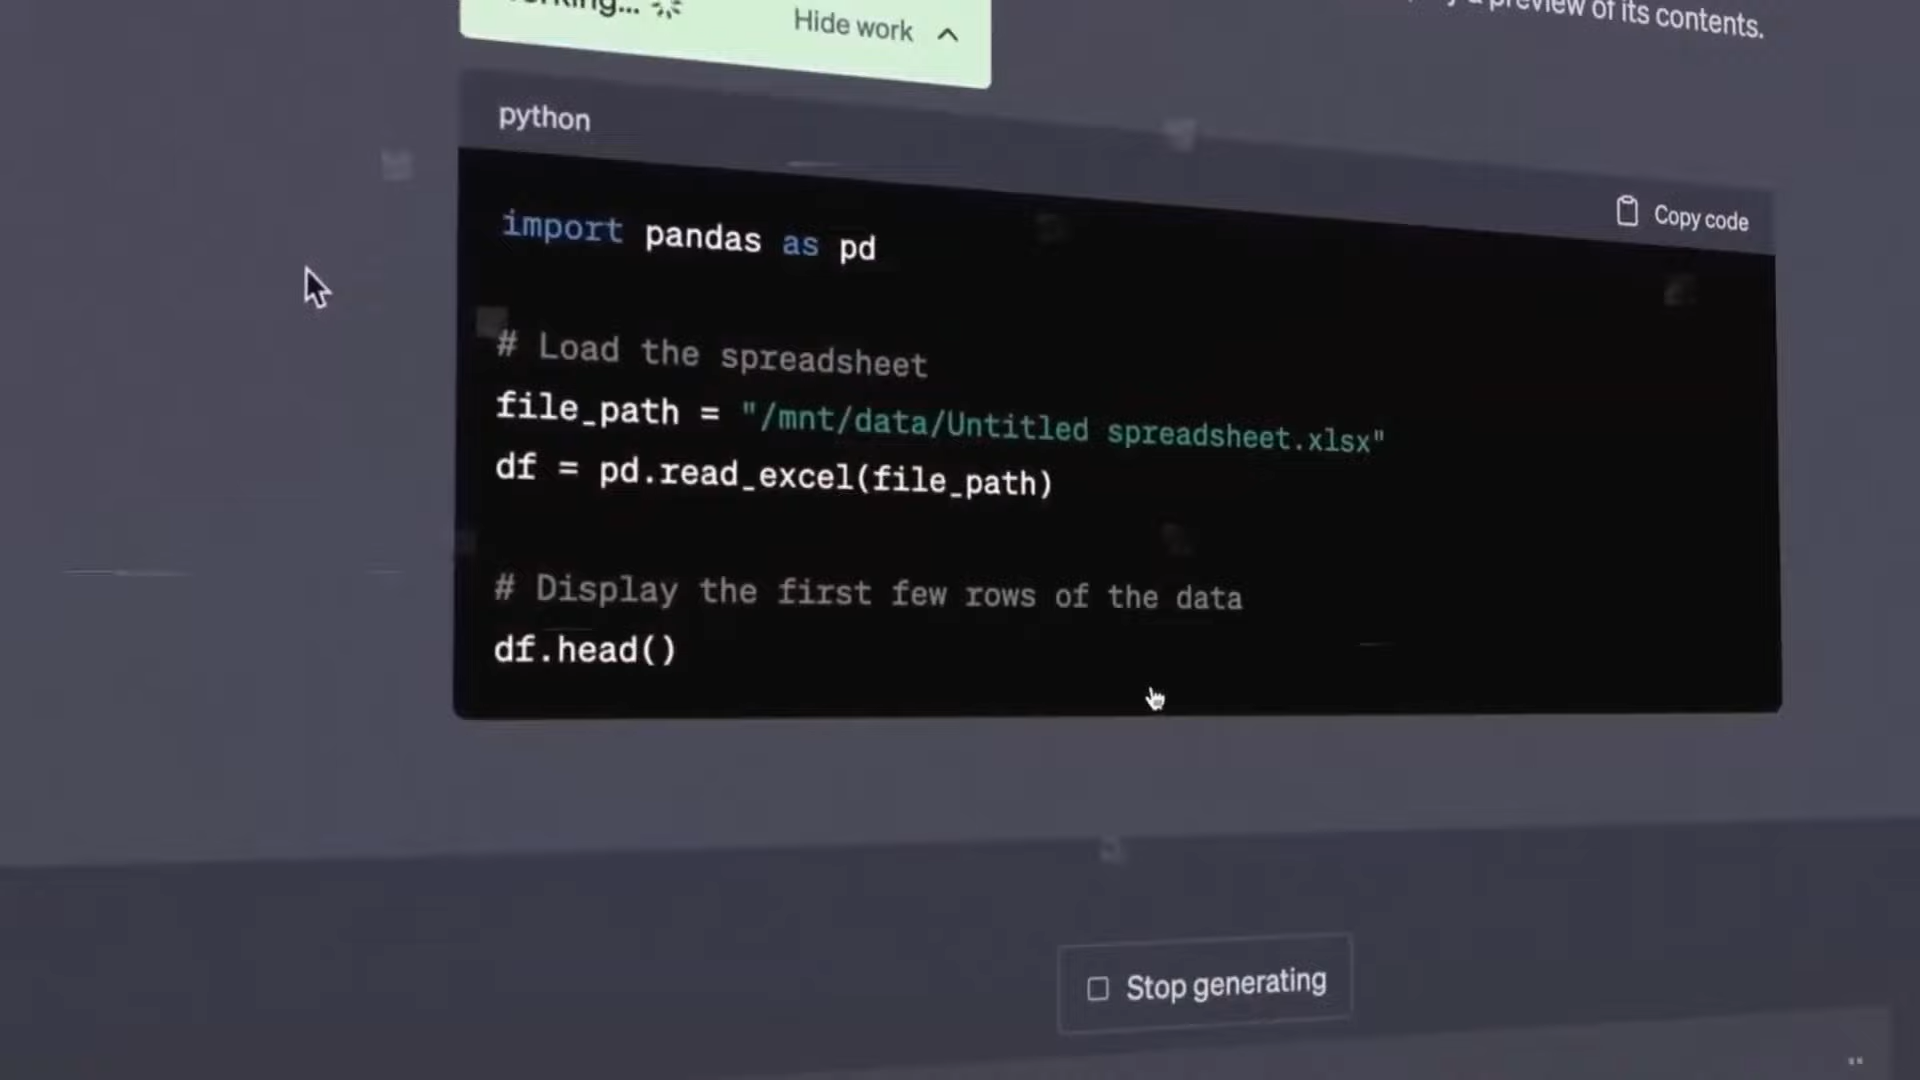 Hide work
preview of its contents.
python
Copy code
import pandas as pd
# Load the spreadsheet
file_path = "/mnt/data/Untitled spreadsheet.xlsx"
df = pd.read_excel(file_path)
# Display the first few rows of the data
df.head()
Stop generating